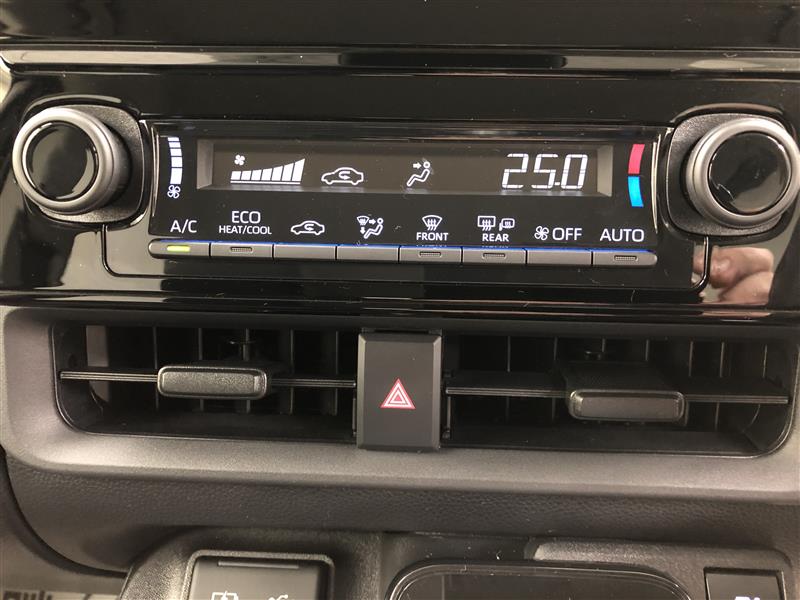 25.0
A/C
ECO
HEAT/COOL
FRONT
REAR
OFF
AUTO